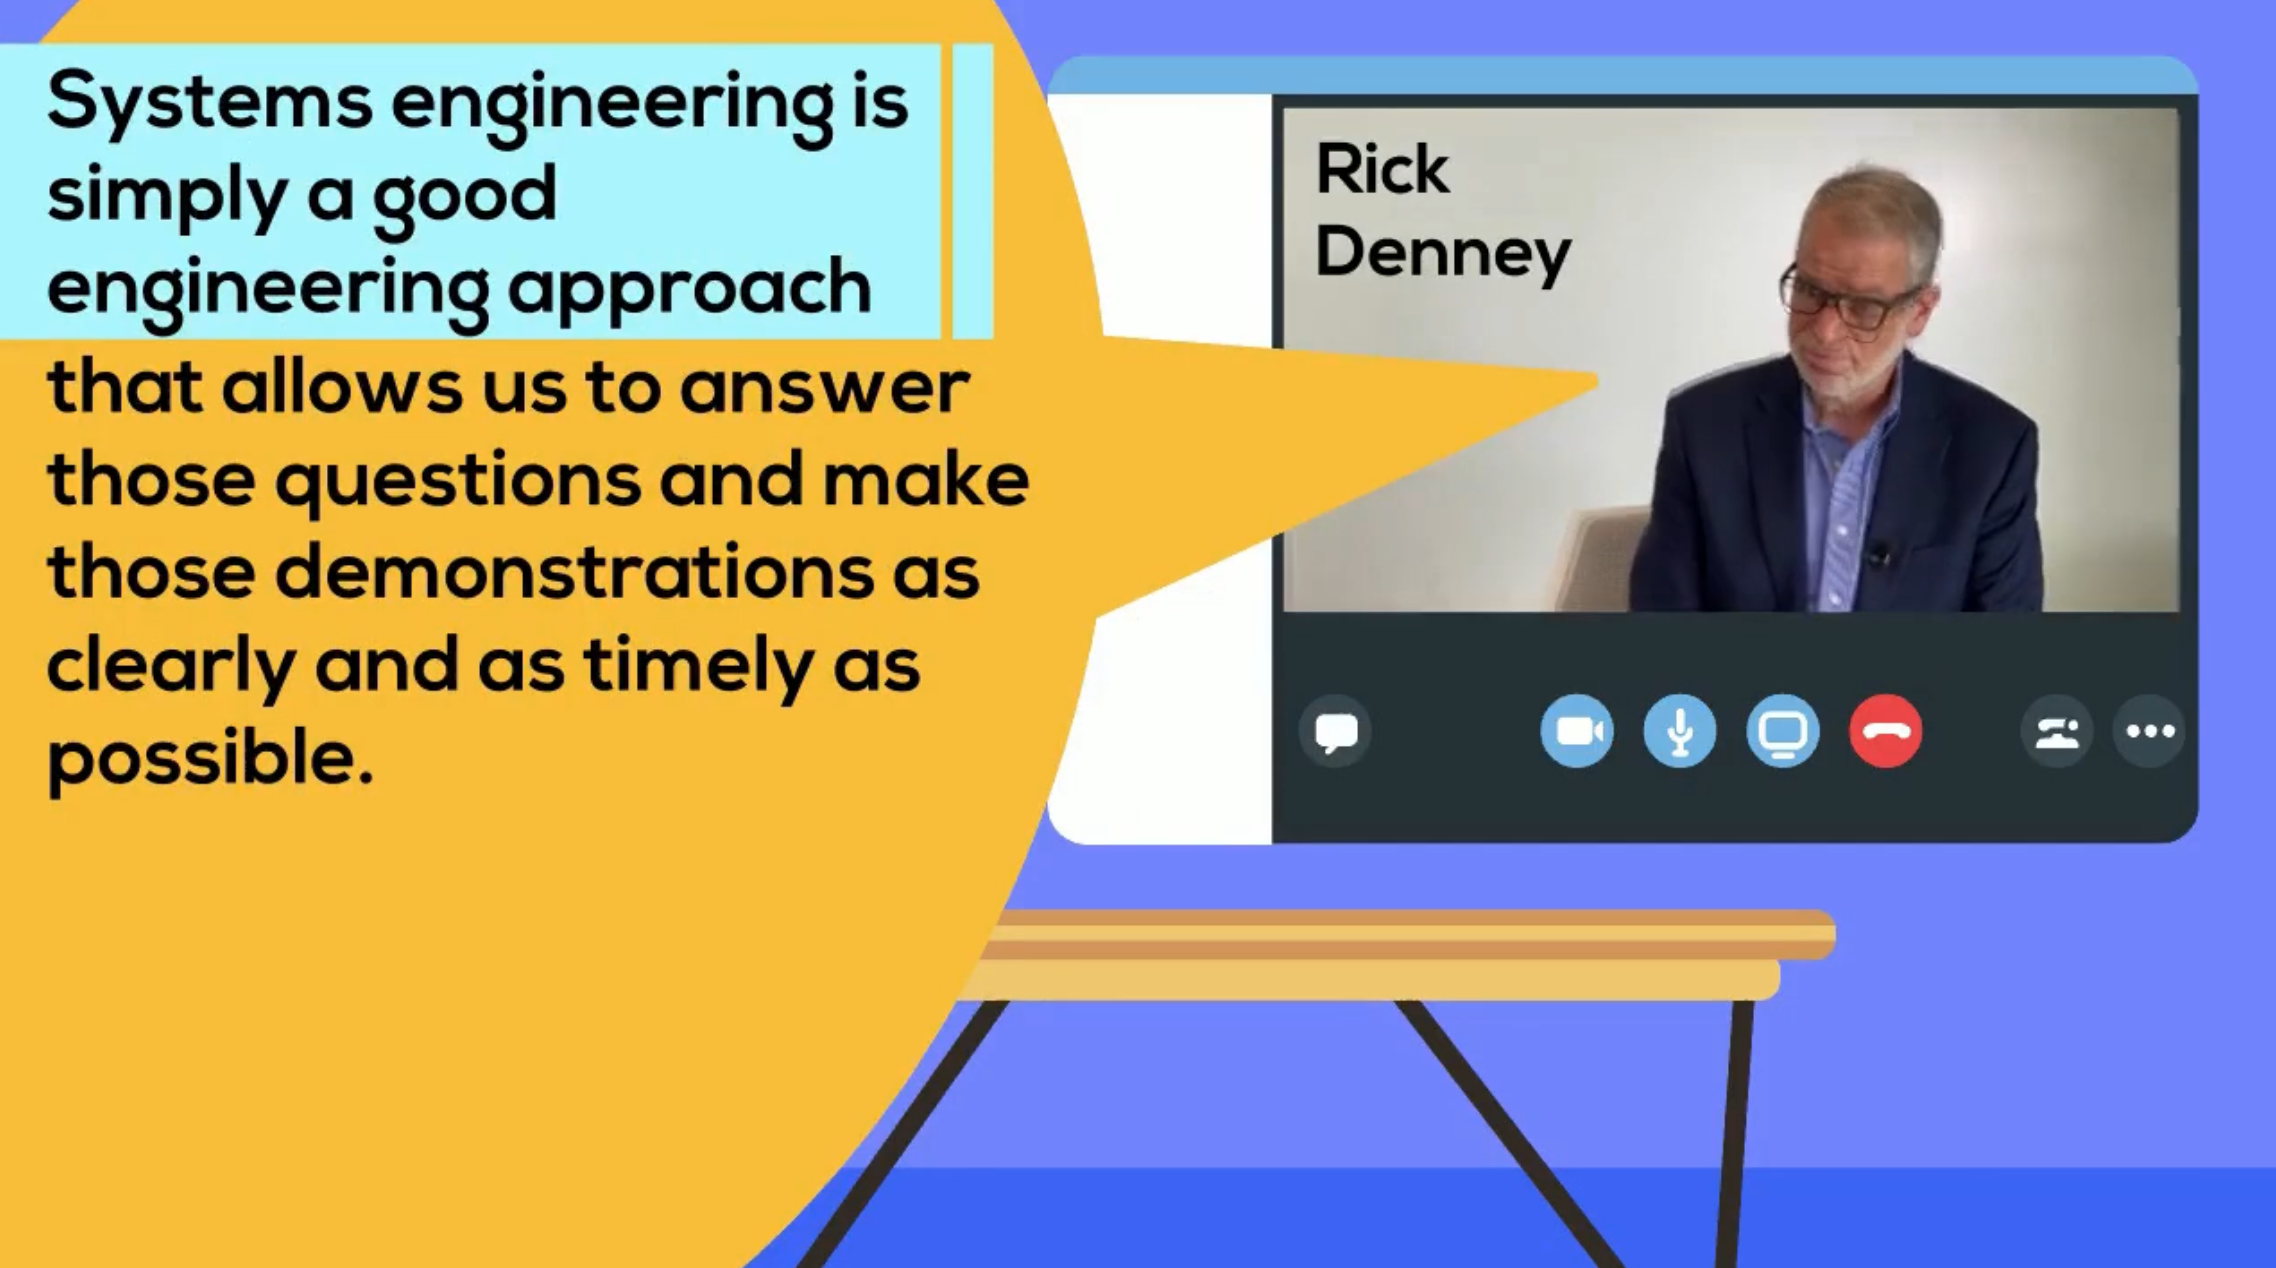 Systems engineering is
simply a good
engineering approach
that allows us to answer
those questions and make
those demonstrations as
clearly and as timely as
possible.
Rick
Denney